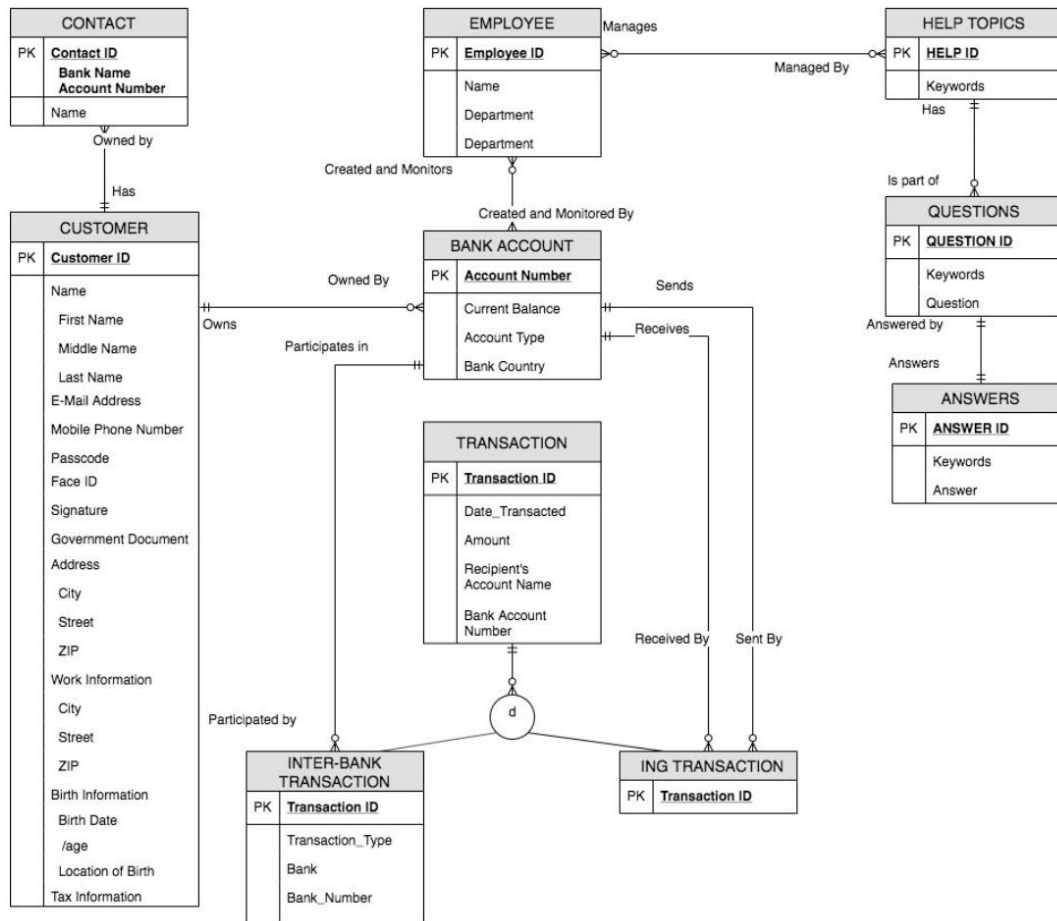 CONTACT
PK Contact ID
Bank Name
Account Number
Name
Owned by
Has
CUSTOMER
PK Customer ID
Name
First Name
Middle Name
Last Name
E-Mail Address
Mobile Phone Number
Passcode
Face ID
Signature
Government Document
Address
City
Street
ZIP
Work Information
City
Street
ZIP
Birth Information
Birth Date
/age
Location of Birth
Tax Information
EMPLOYEE
PK Employee ID
Name
Department
Department
Manages
Managed By
Created and Monitors
Created and Monitored By
BANK ACCOUNT
PK Account Number
Current Balance
Account Type
Bank Country
Owned By
Owns
Participates in
Sends
Receives
TRANSACTION
PK Transaction ID
Date_Transacted
Amount
Recipient's
Account Name
Bank Account
Number
Received By
Sent By
d
Participated by
INTER-BANK
TRANSACTION
PK Transaction ID
Transaction_Type
Bank
Bank_Number
ING TRANSACTION
PK Transaction ID
HELP TOPICS
PK HELP ID
Keywords
Has
Is part of
QUESTIONS
PK QUESTION ID
Keywords
Question
Answered by
Answers
ANSWERS
PK ANSWER ID
Keywords
Answer